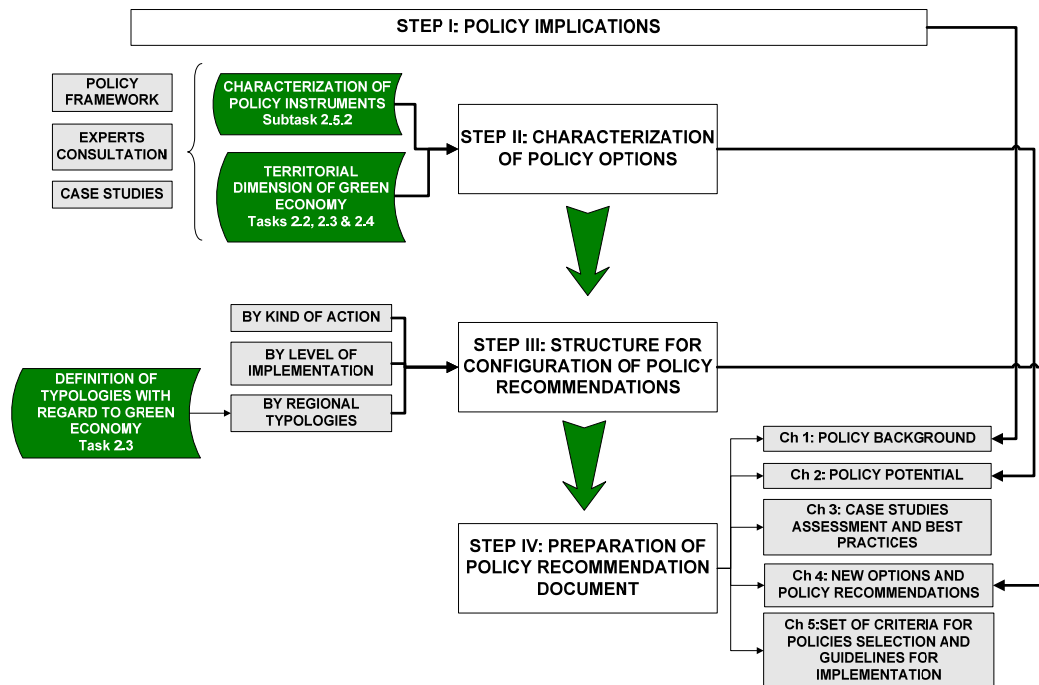 STEP I: POLICY IMPLICATIONS
POLICY
FRAMEWORK
EXPERTS
CONSULTATION
CASE STUDIES
CHARACTERIZATION OF
POLICY INSTRUMENTS
Subtask 2.5.2
TERRITORIAL
DIMENSION OF GREEN
ECONOMY
Tasks 2.2, 2.3 & 2.4
STEP II: CHARACTERIZATION
OF POLICY OPTIONS
BY KIND OF ACTION
BY LEVEL OF
IMPLEMENTATION
BY REGIONAL
TYPOLOGIES
DEFINITION OF
TYPOLOGIES WITH
REGARD TO GREEN
ECONOMY
Task 2.3
STEP III: STRUCTURE FOR
CONFIGURATION OF POLICY
RECOMMENDATIONS
STEP IV: PREPARATION OF
POLICY RECOMMENDATION
DOCUMENT
Ch 1: POLICY BACKGROUND
Ch 2: POLICY POTENTIAL
Ch 3: CASE STUDIES
ASSESSMENT AND BEST
PRACTICES
Ch 4: NEW OPTIONS AND
POLICY RECOMMENDATIONS
Ch 5:SET OF CRITERIA FOR
POLICIES SELECTION AND
GUIDELINES FOR
IMPLEMENTATION